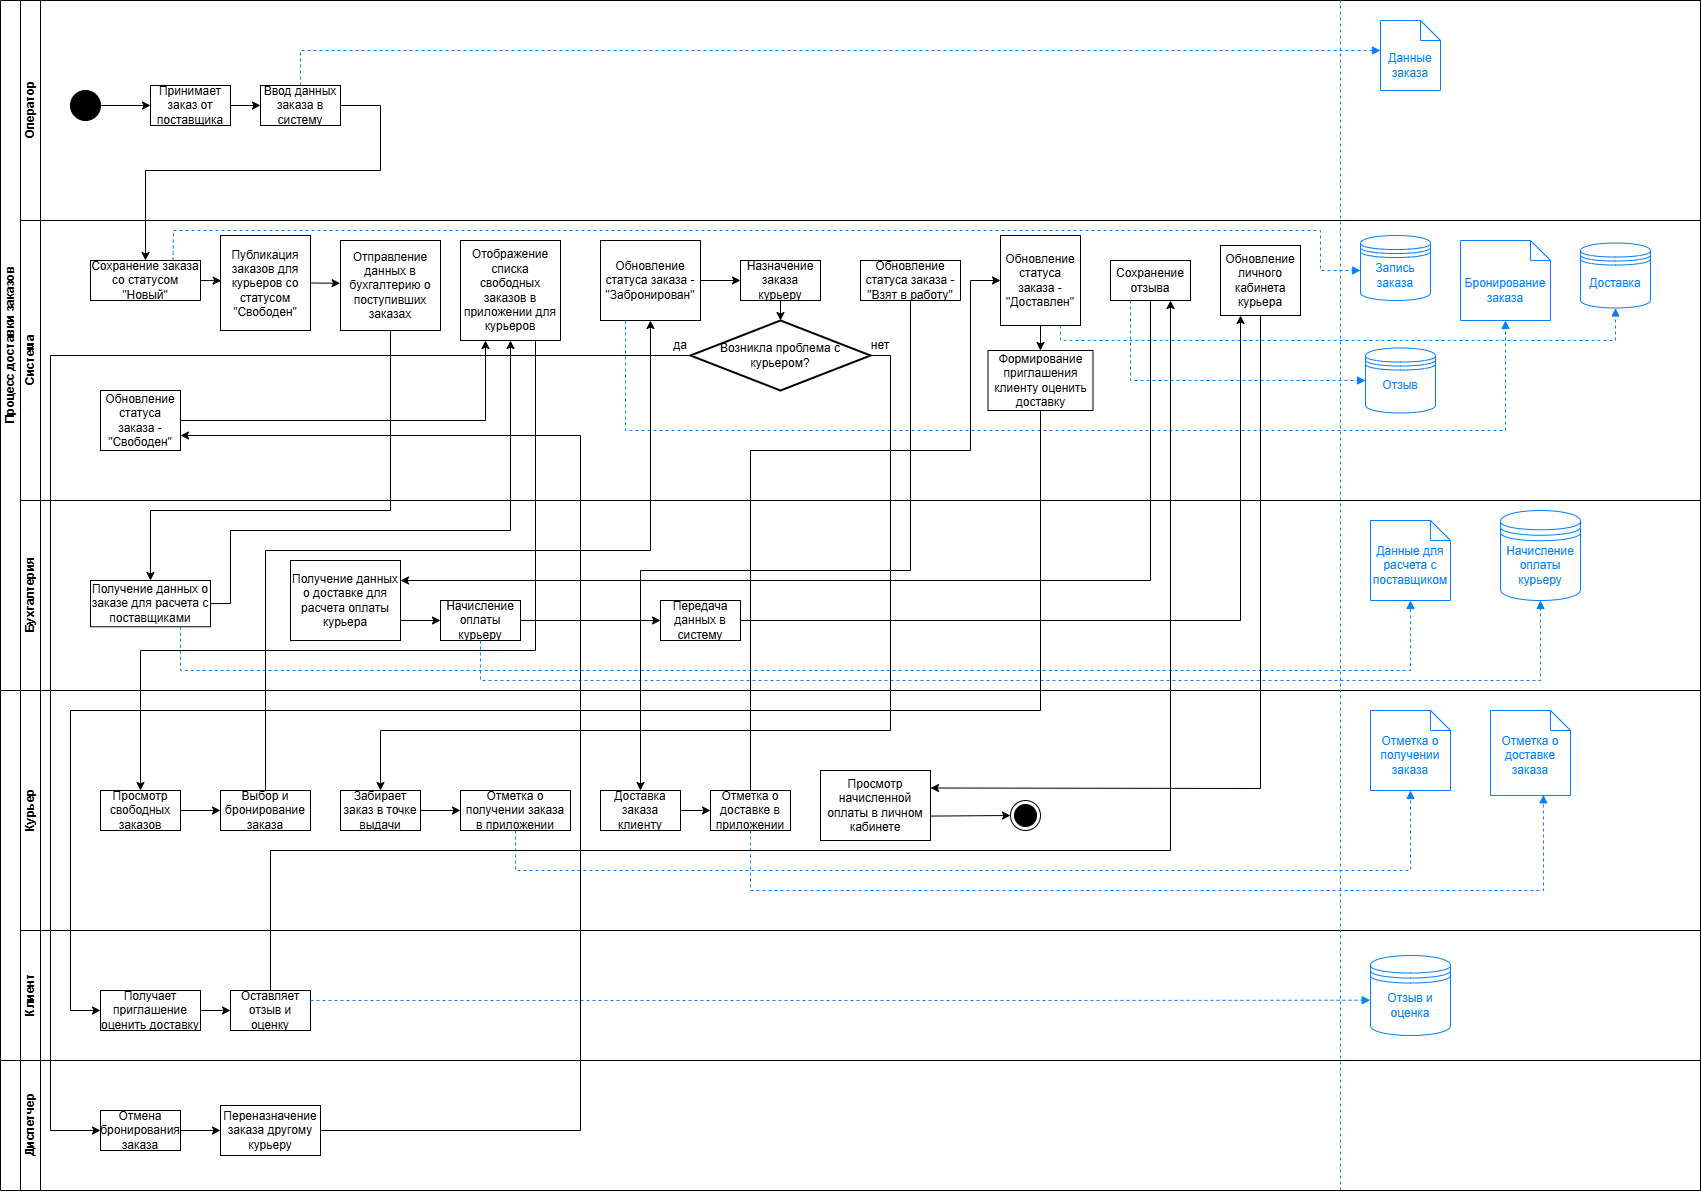 Процесс доставки заказов
Оператор
Принимает
заказ от
поставщика
Ввод данных
заказа в
систему
Данные
заказа
Система
Сохранение заказа
со статусом
"Новый"
Публикация
заказов для
курьеров со
статусом
"Свободен"
Отправление
данных в
бухгалтерию о
поступивших
заказах
Отображение
списка
свободных
заказов в
приложении для
курьеров
Обновление
статуса заказа -
"Забронирован"
Назначение
заказа
курьеру
Обновление
статуса заказа -
"Взят в работу"
Обновление
статуса
заказа -
"Доставлен"
Сохранение
отзыва
Обновление
личного
кабинета
курьера
Запись
заказа
Бронирование
заказа
Доставка
да
Возникла проблема с
курьером?
нет
Формирование
приглашения
клиенту оценить
доставку
Отзыв
Обновление
статуса
заказа -
"Свободен"
Бухгалтерия
Получение данных о
заказе для расчета с
поставщиками
Получение данных
о доставке для
расчета оплаты
курьера
Начисление
оплаты
курьеру
Передача
данных в
систему
Данные для
расчета с
поставщиком
Начисление
оплаты
курьеру
Курьер
Просмотр
свободных
заказов
Выбор и
бронирование
заказа
Забирает
заказ в точке
выдачи
Отметка о
получении заказа
в приложении
Доставка
заказа
клиенту
Отметка о
доставке в
приложении
Просмотр
начисленной
оплаты в личном
кабинете
Отметка о
получении
заказа
Отметка о
доставке
заказа
Клиент
Получает
приглашение
оценить доставку
Оставляет
отзыв и
оценку
Отзыв и
оценка
Диспетчер
Отмена
бронирования
заказа
Переназначение
заказа другому
курьеру